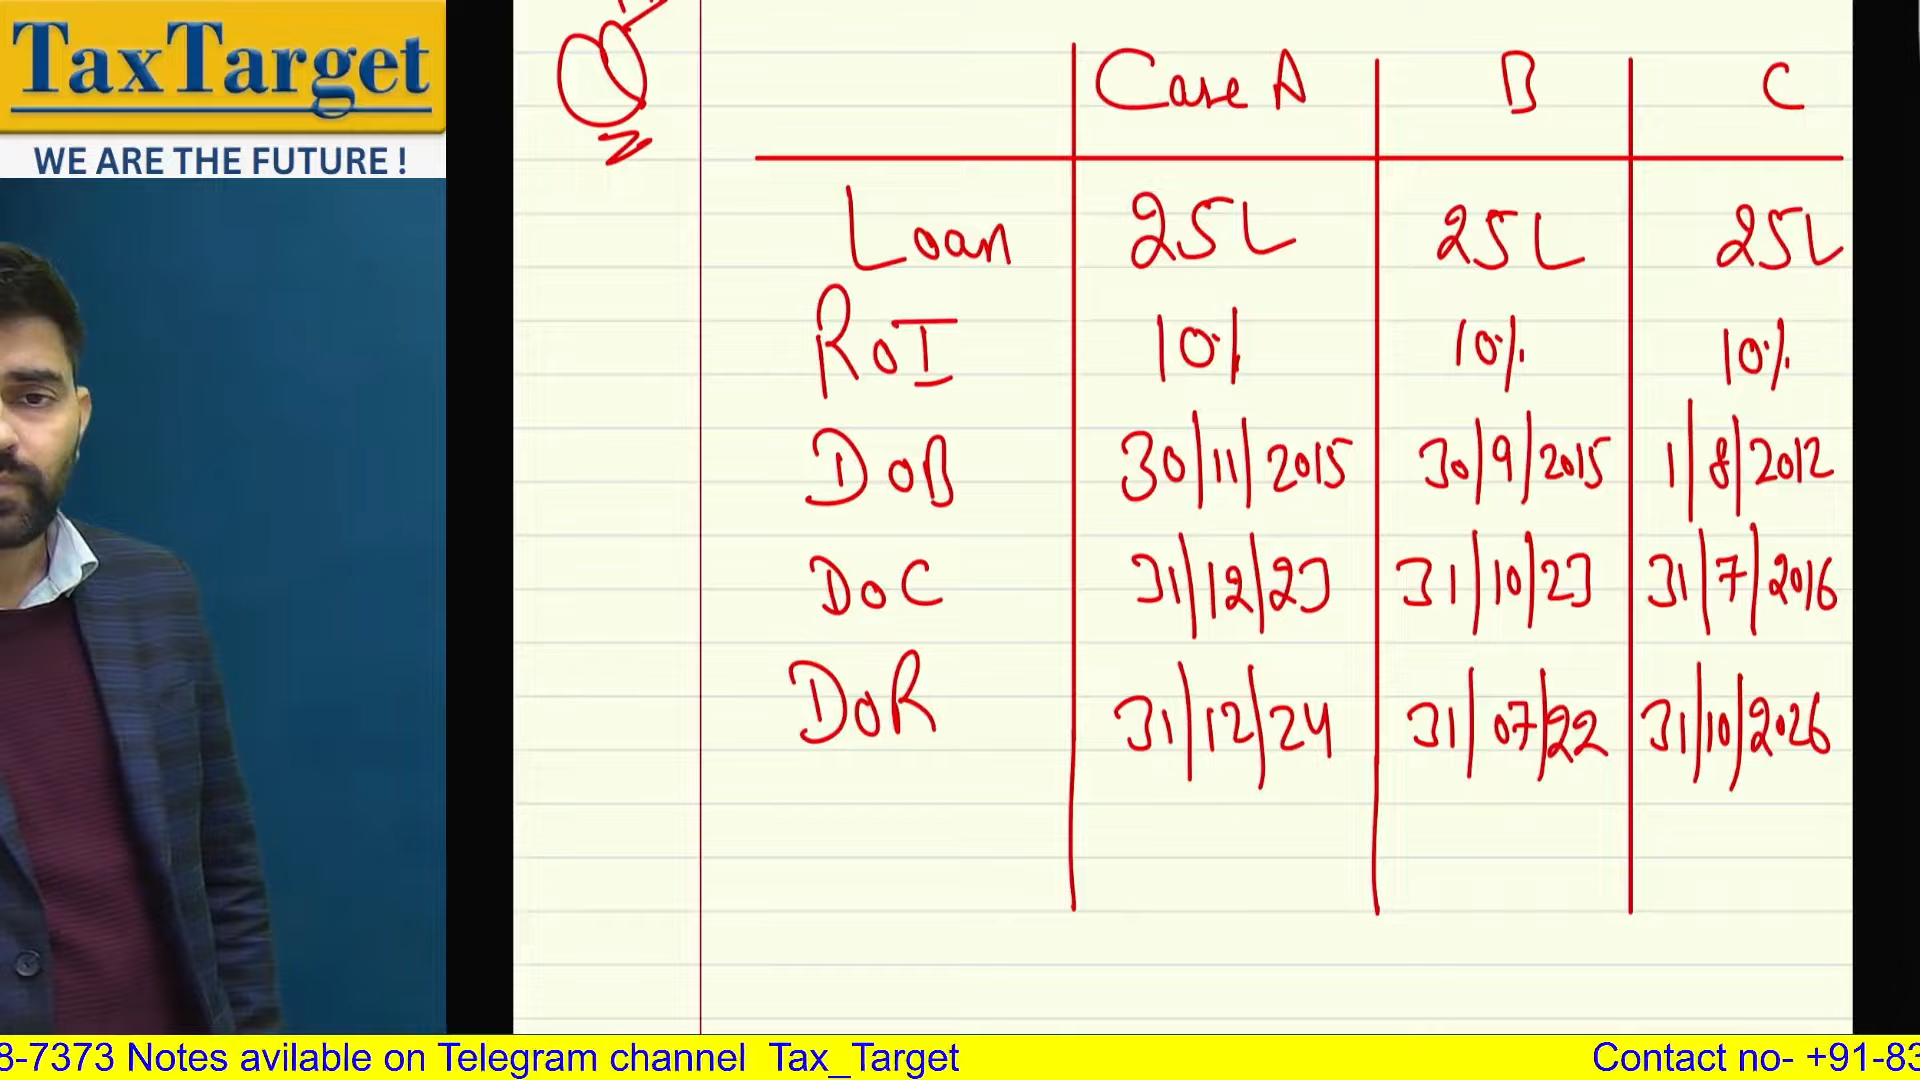 TaxTarget
WE ARE THE FUTURE !
Q
Case A B C
Loan 25L 25L 25L
RoI 10% 10% 10%
DoB 30/11/2015 30/9/2015 1/8/2012
DoC 31/12/23 31/10/23 31/7/2016
DoR 31/12/24 31/07/22 31/10/2026
8-7373 Notes avilable on Telegram channel Tax_Target Contact no- +91-83